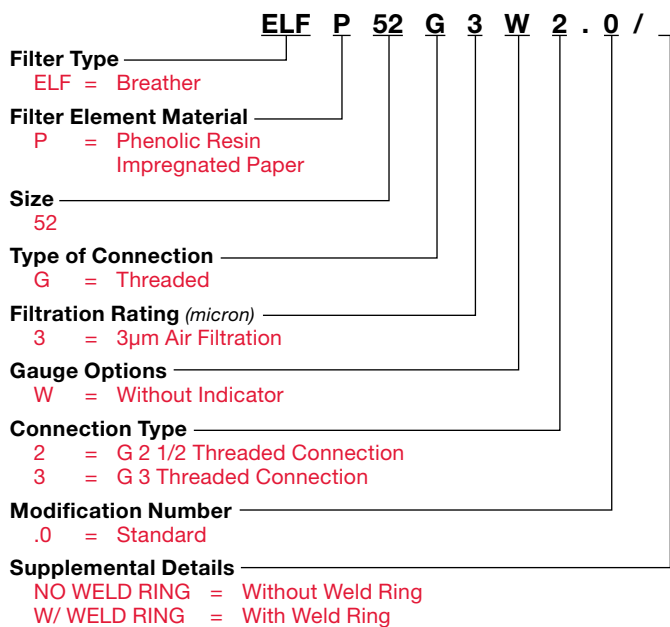 ELF P 52 G 3 W 2 . 0 / _
Filter Type
ELF = Breather
Filter Element Material
P = Phenolic Resin
Impregnated Paper
Size
52
Type of Connection
G = Threaded
Filtration Rating (micron)
3 = 3µm Air Filtration
Gauge Options
W = Without Indicator
Connection Type
2 = G 2 1/2 Threaded Connection
3 = G 3 Threaded Connection
Modification Number
.0 = Standard
Supplemental Details
NO WELD RING = Without Weld Ring
W/ WELD RING = With Weld Ring